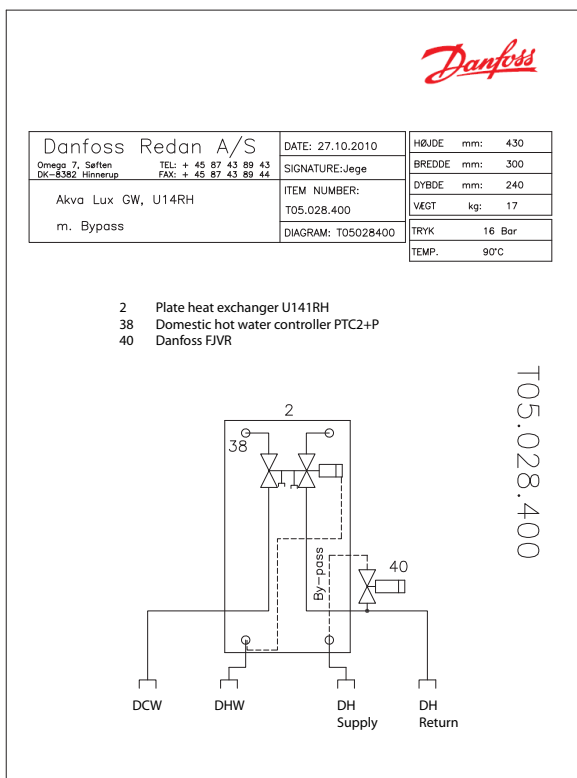 Danfoss
Danfoss Redan A/S
Omega 7, Søften TEL: + 45 87 43 89 43
DK-8382 Hinnerup FAX: + 45 87 43 89 44
Akva Lux GW, U14RH
m. Bypass
DATE: 27.10.2010
SIGNATURE:Jege
ITEM NUMBER:
T05.028.400
DIAGRAM: T05028400
HØJDE mm: 430
BREDDE mm: 300
DYBDE mm: 240
VÆGT kg: 17
TRYK 16 Bar
TEMP. 90°C
2 Plate heat exchanger U141RH
38 Domestic hot water controller PTC2+P
40 Danfoss FJVR
T05.028.400
2
38
By-pass
40
DCW
DHW
DH
Supply
DH
Return